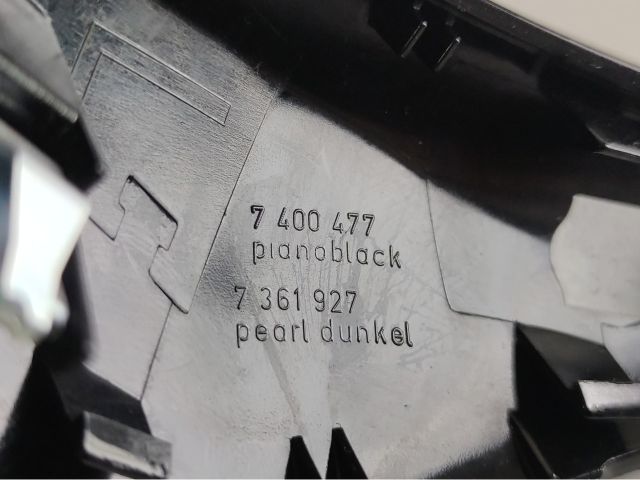 7 400 477
pianoblack
7 361 927
pearl dunkel